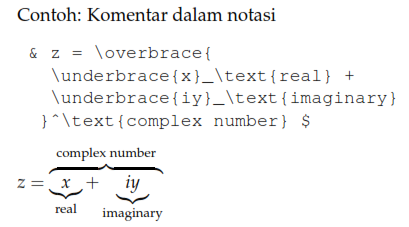 Contoh: Komentar dalam notasi
& z = \overbrace{
\underbrace{x}_\text{real} +
\underbrace{iy}_\text{imaginary}
}^\text{complex number} $
complex number
z = x + iy
real imaginary